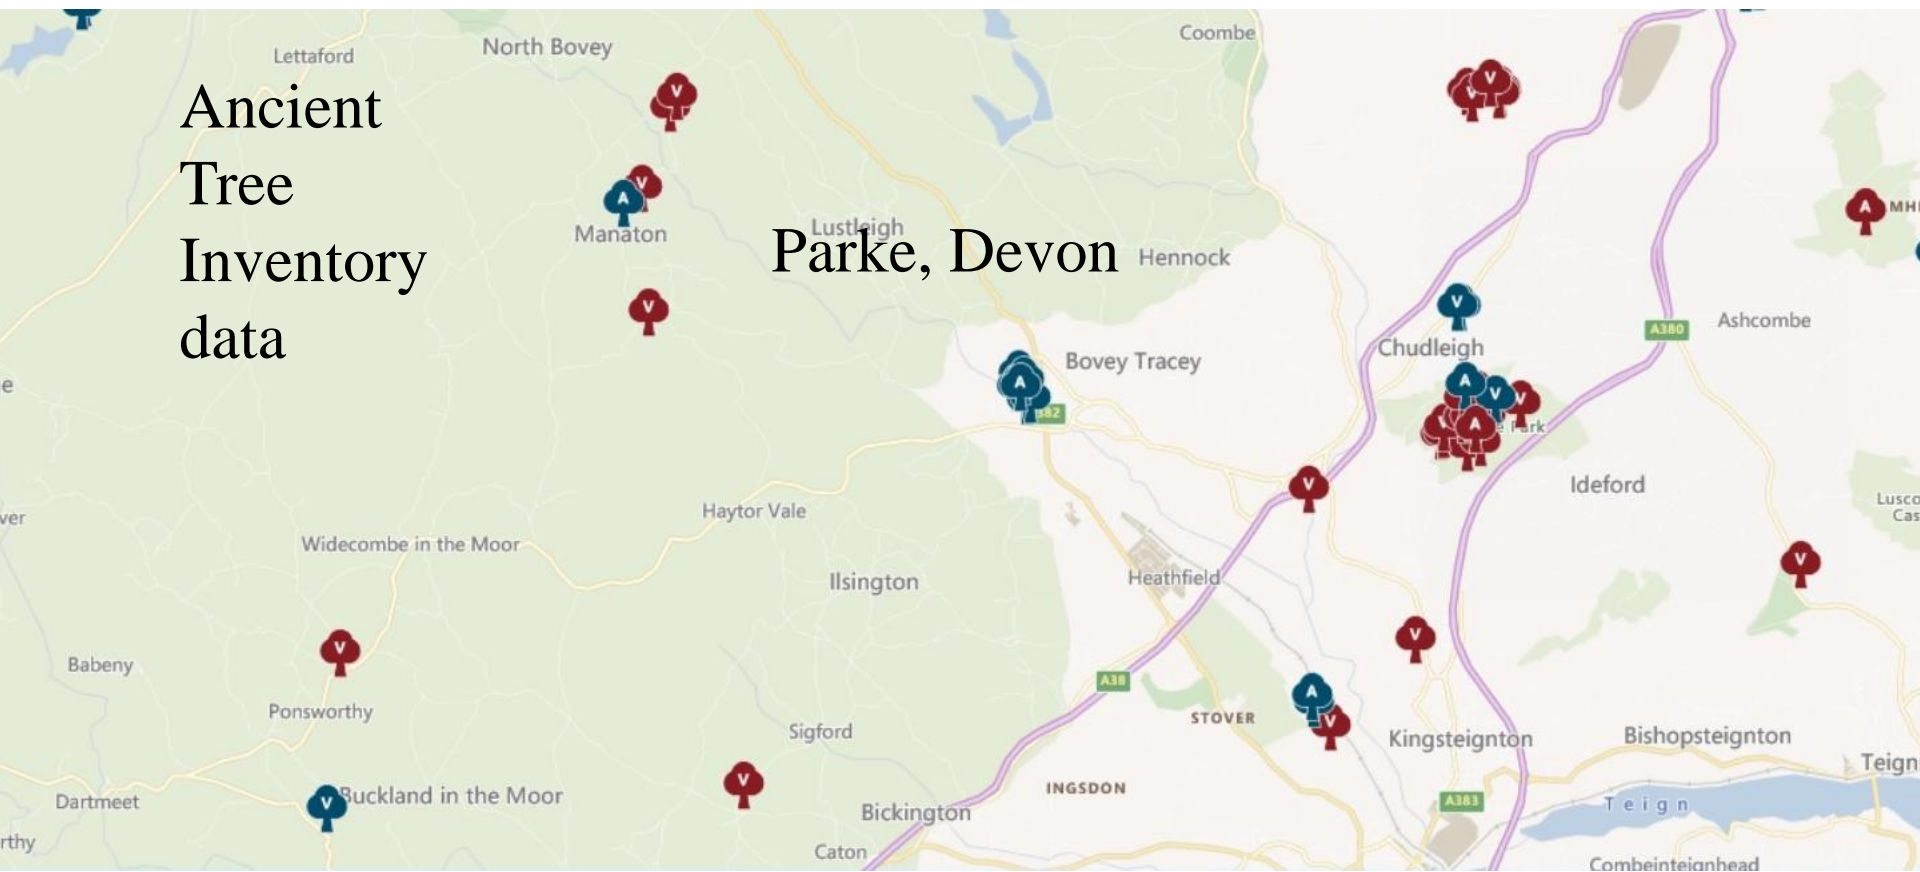 Coombe
North Bovey
Lettaford
V
V
V
Ancient
Tree
Inventory
data
V
A
Manaton
A
Lustleigh
Parke, Devon
Hennock
V
V
A380
Ashcombe
Chudleigh
Bovey Tracey
A
A
V
V
A
Ideford
V
Haytor Vale
Widecombe in the Moor
Ilsington
Heathfield
V
V
V
Babeny
A38
A
V
Ponsworthy
STOVER
Sigford
Kingsteignton
Bishopsteignton
V
INGSDON
Buckland in the Moor
V
Dartmeet
A383
Teign
Bickington
Caton
Combeinteignhead